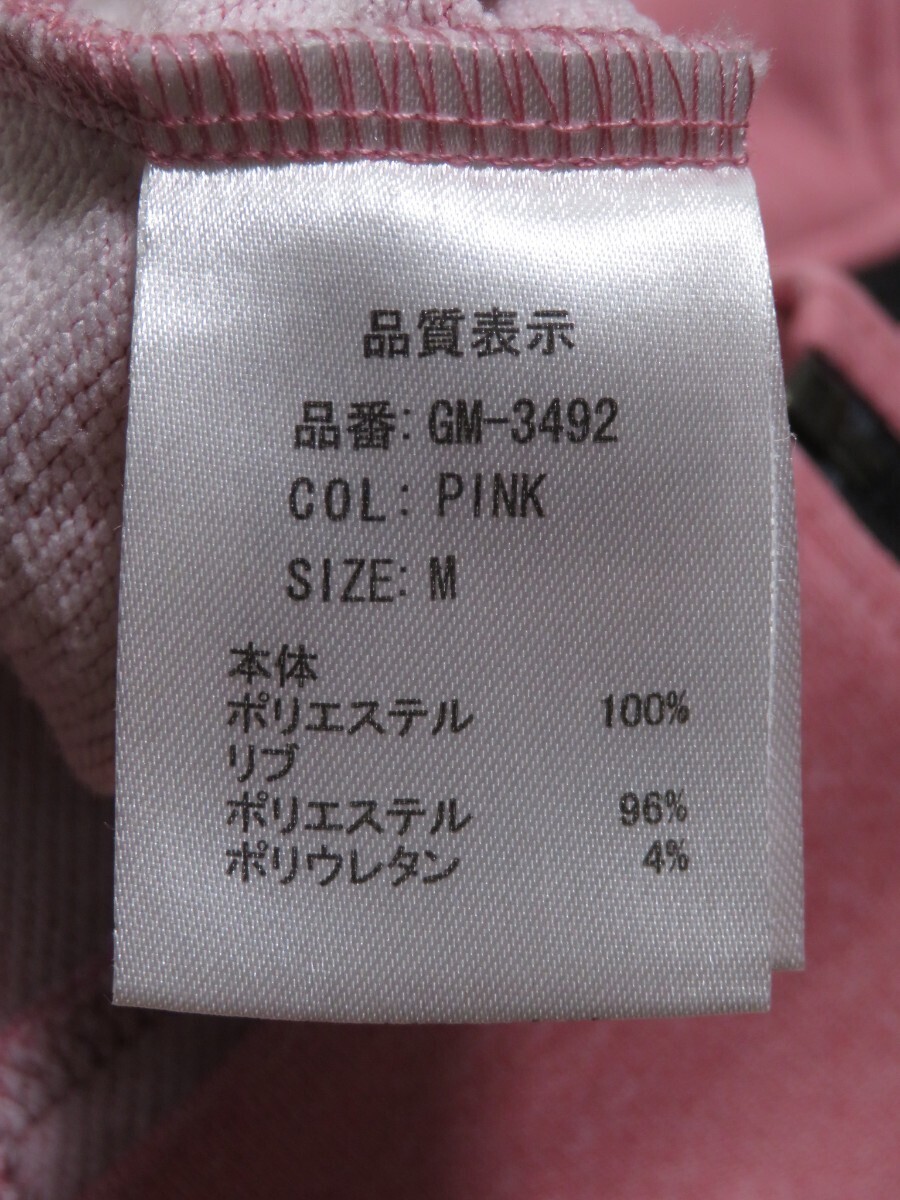 品質表示
品番: GM-3492
COL: PINK
SIZE: M
本体
ポリエステル 100%
リブ
ポリエステル 96%
ポリウレタン 4%